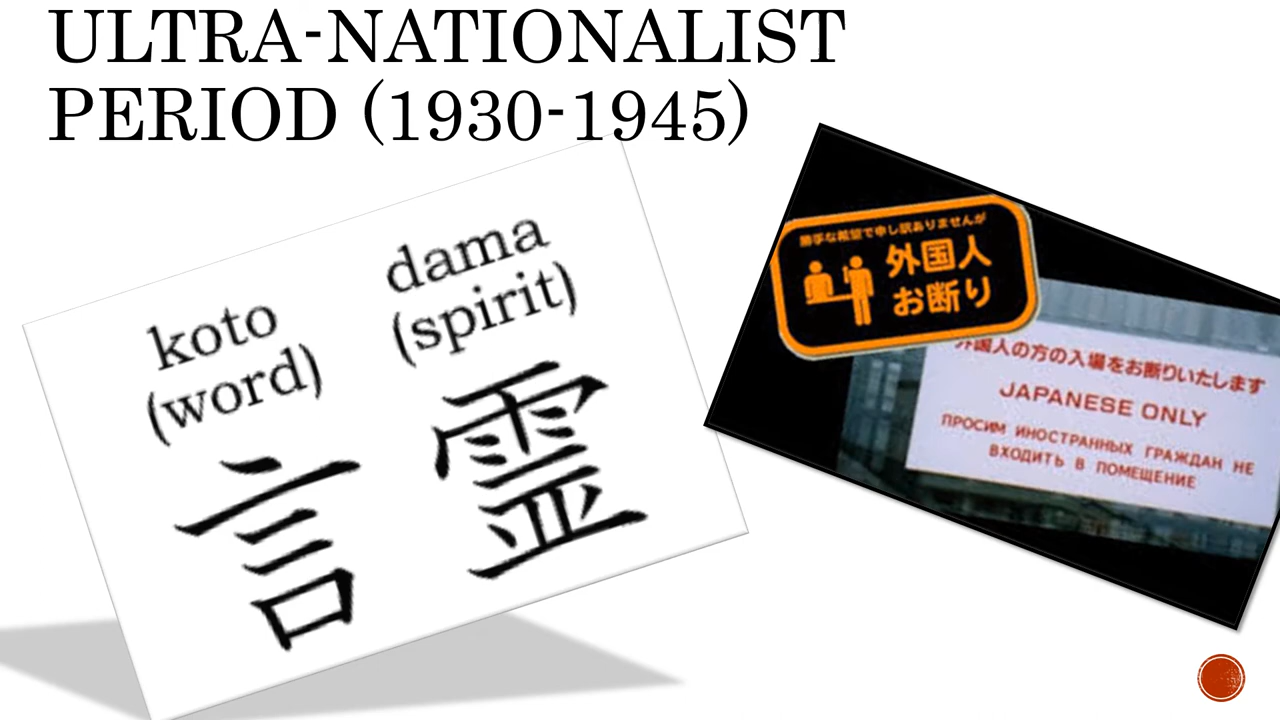 ULTRA-NATIONALIST
PERIOD (1930-1945)
koto
(word)
言
dama
(spirit)
霊
勝手な希望で申し訳ありませんが
外国人
お断り
外国人の方の入場をお断りいたします
JAPANESE ONLY
ПРОСИМ ИНОСТРАННЫХ ГРАЖДАН НЕ
ВХОДИТЬ В ПОМЕЩЕНИЕ